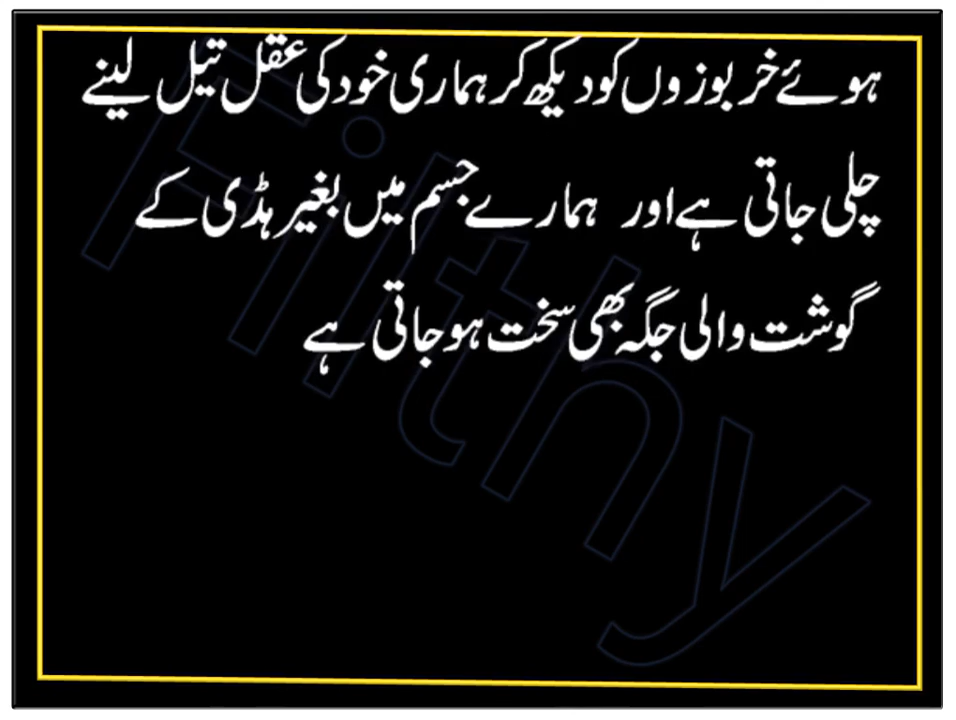 ہوئے خربوزوں کو دیکھ کر ہماری خود کی عقل تیل لینے
چلی جاتی ہے اور ہمارے جسم میں بغیر ہڈی کے
گوشت والی جگہ بھی سخت ہو جاتی ہے
Filthy